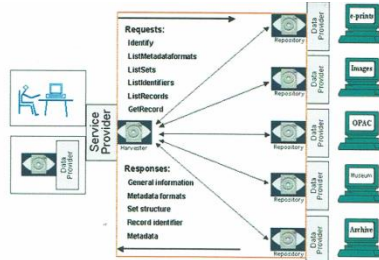 Requests:
Identify
ListMetadataformats
ListSets
ListIdentifiers
ListRecords
GetRecord
Service Provider
Harvester
Responses:
General information
Metadata formats
Set structure
Record identifier
Metadata
Data Provider
Repository
Data Provider
e-prints
Repository
Data Provider
Images
Repository
Data Provider
OPAC
Repository
Data Provider
Museum
Repository
Data Provider
Archive